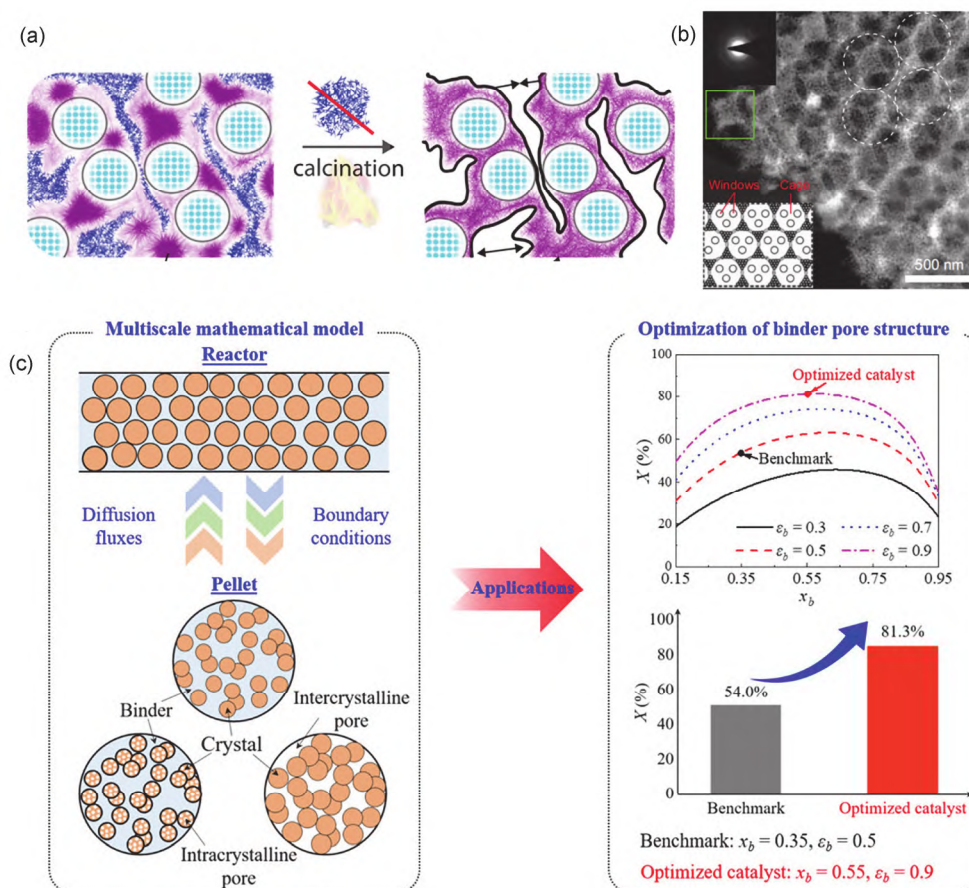 (a)
calcination
(b)
Windows
Cage
500 nm
(c)
Multiscale mathematical model
Reactor
Diffusion
fluxes
Boundary
conditions
Pellet
Binder
Intercrystalline
pore
Crystal
Intracrystalline
pore
Applications
Optimization of binder pore structure
100
80
60
40
20
0
X (%)
Optimized catalyst
Benchmark
ε_b = 0.3
ε_b = 0.7
ε_b = 0.5
ε_b = 0.9
0.15
0.35
0.55
0.75
0.95
x_b
100
80
60
40
20
0
X (%)
54.0%
81.3%
Benchmark
Optimized catalyst
Benchmark: x_b = 0.35, ε_b = 0.5
Optimized catalyst: x_b = 0.55, ε_b = 0.9